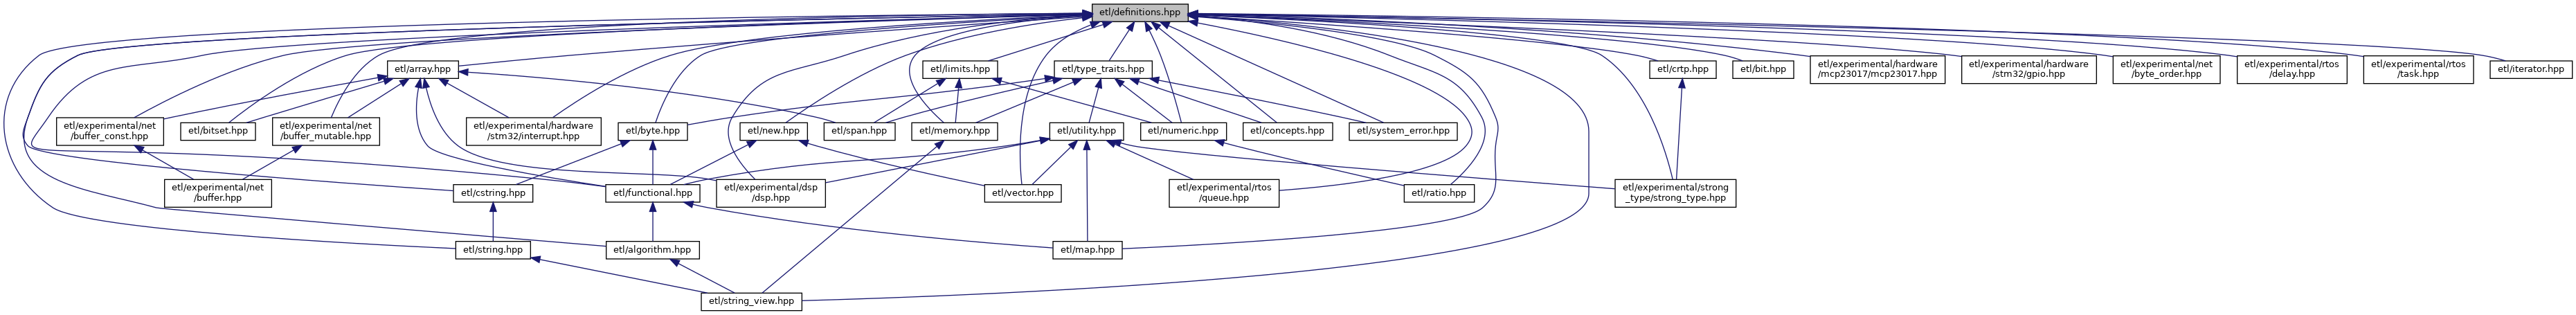 etl/definitions.hpp
etl/array.hpp
etl/limits.hpp
etl/type_traits.hpp
etl/crtp.hpp
etl/bit.hpp
etl/experimental/hardware
/mcp23017/mcp23017.hpp
etl/experimental/hardware
/stm32/gpio.hpp
etl/experimental/net
/byte_order.hpp
etl/experimental/rtos
/delay.hpp
etl/experimental/rtos
/task.hpp
etl/iterator.hpp
etl/experimental/net
/buffer_const.hpp
etl/bitset.hpp
etl/experimental/net
/buffer_mutable.hpp
etl/experimental/hardware
/stm32/interrupt.hpp
etl/byte.hpp
etl/new.hpp
etl/span.hpp
etl/memory.hpp
etl/utility.hpp
etl/numeric.hpp
etl/concepts.hpp
etl/system_error.hpp
etl/experimental/net
/buffer.hpp
etl/cstring.hpp
etl/functional.hpp
etl/experimental/dsp
/dsp.hpp
etl/vector.hpp
etl/experimental/rtos
/queue.hpp
etl/ratio.hpp
etl/experimental/strong
_type/strong_type.hpp
etl/string.hpp
etl/algorithm.hpp
etl/map.hpp
etl/string_view.hpp